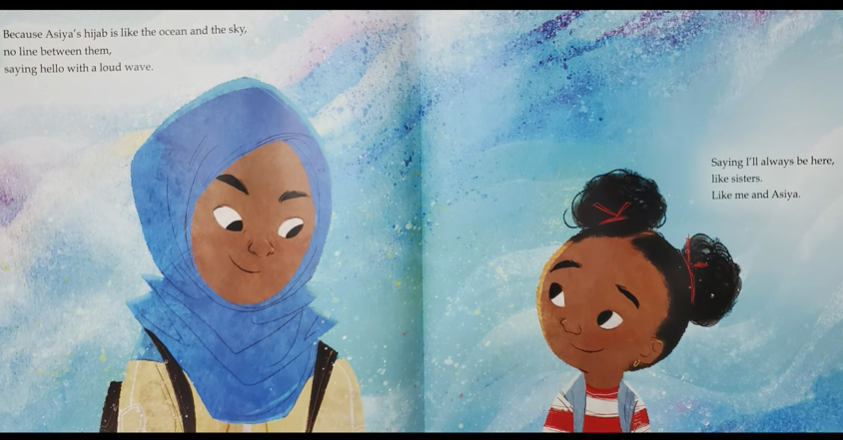 Because Asiya's hijab is like the ocean and the sky,
no line between them,
saying hello with a loud wave.
Saying I'll always be here,
like sisters.
Like me and Asiya.